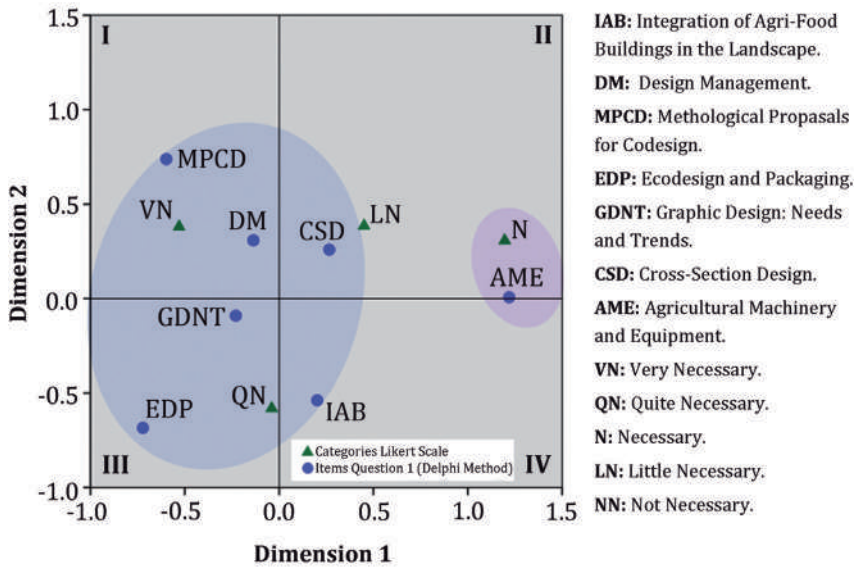 1.5
1.0
0.5
0.0
-0.5
-1.0
-1.0
-0.5
0.0
0.5
1.0
1.5
Dimension 2
Dimension 1
I
II
III
IV
MPCD
VN
DM
CSD
LN
N
AME
GDNT
EDP
QN
IAB
Categories Likert Scale
Items Question 1 (Delphi Method)
IAB: Integration of Agri-Food
Buildings in the Landscape.
DM: Design Management.
MPCD: Methological Propasals
for Codesign.
EDP: Ecodesign and Packaging.
GDNT: Graphic Design: Needs
and Trends.
CSD: Cross-Section Design.
AME: Agricultural Machinery
and Equipment.
VN: Very Necessary.
QN: Quite Necessary.
N: Necessary.
LN: Little Necessary.
NN: Not Necessary.